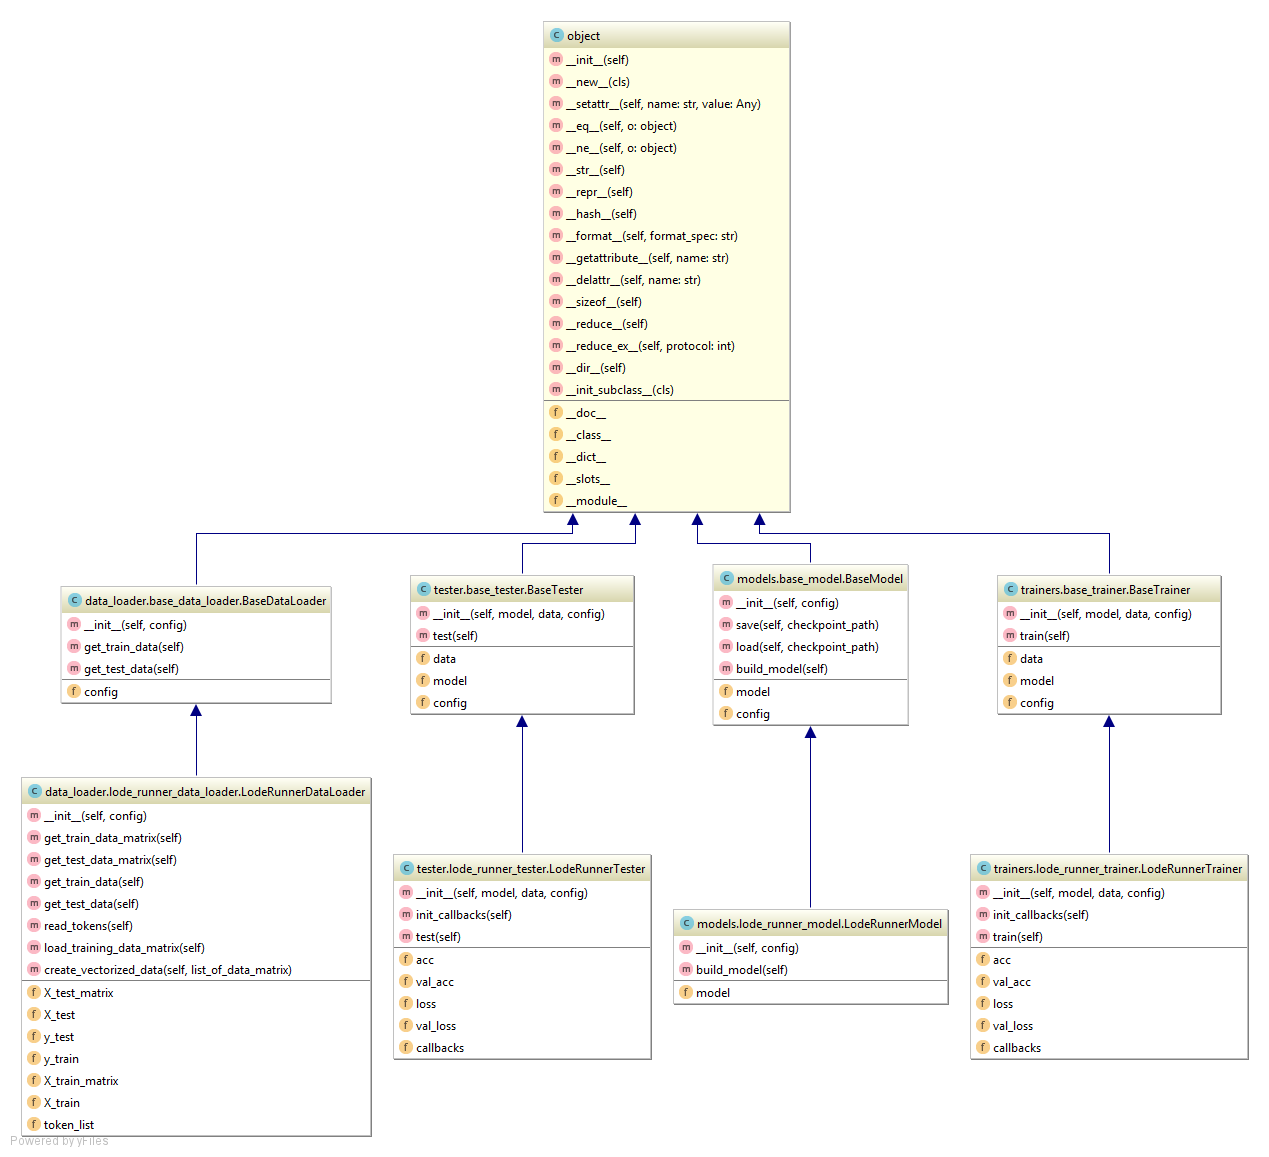 object
__init__(self)
__new__(cls)
__setattr__(self, name: str, value: Any)
__eq__(self, o: object)
__ne__(self, o: object)
__str__(self)
__repr__(self)
__hash__(self)
__format__(self, format_spec: str)
__getattribute__(self, name: str)
__delattr__(self, name: str)
__sizeof__(self)
__reduce__(self)
__reduce_ex__(self, protocol: int)
__dir__(self)
__init_subclass__(cls)
__doc__
__class__
__dict__
__slots__
__module__
data_loader.base_data_loader.BaseDataLoader
__init__(self, config)
get_train_data(self)
get_test_data(self)
config
tester.base_tester.BaseTester
__init__(self, model, data, config)
test(self)
data
model
config
models.base_model.BaseModel
__init__(self, config)
save(self, checkpoint_path)
load(self, checkpoint_path)
build_model(self)
model
config
trainers.base_trainer.BaseTrainer
__init__(self, model, data, config)
train(self)
data
model
config
data_loader.lode_runner_data_loader.LodeRunnerDataLoader
__init__(self, config)
get_train_data_matrix(self)
get_test_data_matrix(self)
get_train_data(self)
get_test_data(self)
read_tokens(self)
load_training_data_matrix(self)
create_vectorized_data(self, list_of_data_matrix)
X_test_matrix
X_test
y_test
y_train
X_train_matrix
X_train
token_list
tester.lode_runner_tester.LodeRunnerTester
__init__(self, model, data, config)
init_callbacks(self)
test(self)
acc
val_acc
loss
val_loss
callbacks
models.lode_runner_model.LodeRunnerModel
__init__(self, config)
build_model(self)
model
trainers.lode_runner_trainer.LodeRunnerTrainer
__init__(self, model, data, config)
init_callbacks(self)
train(self)
acc
val_acc
loss
val_loss
callbacks
Powered by yFiles